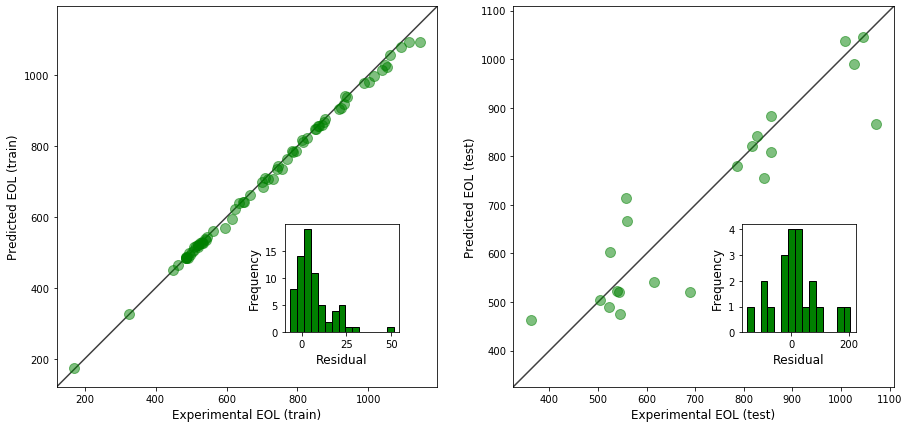 1000
800
600
400
200
Predicted EOL (train)
200 400 600 800 1000
Experimental EOL (train)
15
10
5
0
Frequency
0 25 50
Residual
1100
1000
900
800
700
600
500
400
Predicted EOL (test)
400 500 600 700 800 900 1000 1100
Experimental EOL (test)
4
3
2
1
0
Frequency
0 200
Residual